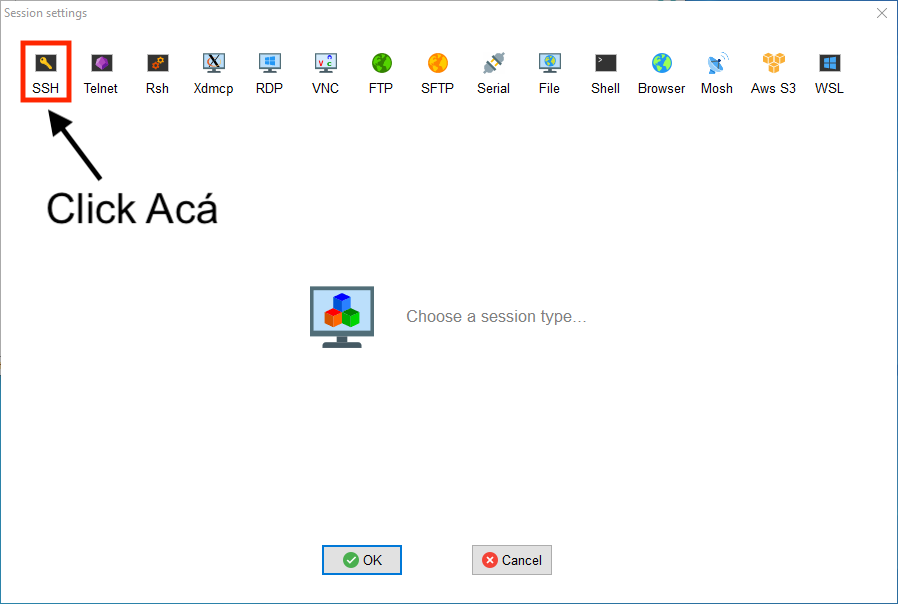 Session settings
SSH Telnet Rsh Xdmcp RDP VNC FTP SFTP Serial File Shell Browser Mosh Aws S3 WSL
Click Acá
Choose a session type...
OK Cancel